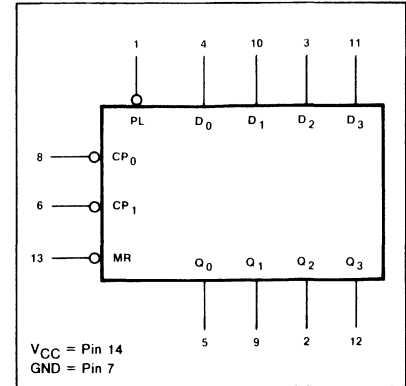 1 4 10 3 11
PL D0 D1 D2 D3
8 CP0
6 CP1
13 MR
Q0 Q1 Q2 Q3
5 9 2 12
VCC = Pin 14
GND = Pin 7